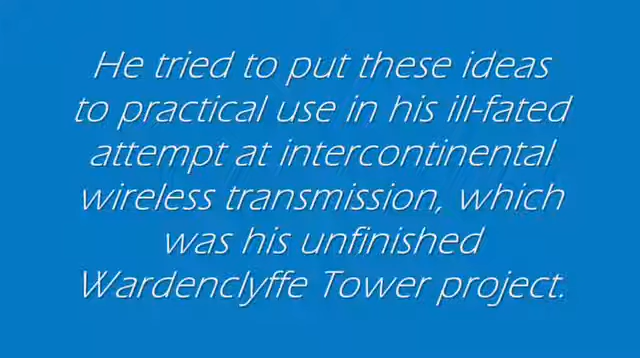 He tried to put these ideas
to practical use in his ill-fated
attempt at intercontinental
wireless transmission, which
was his unfinished
Wardenclyffe Tower project.